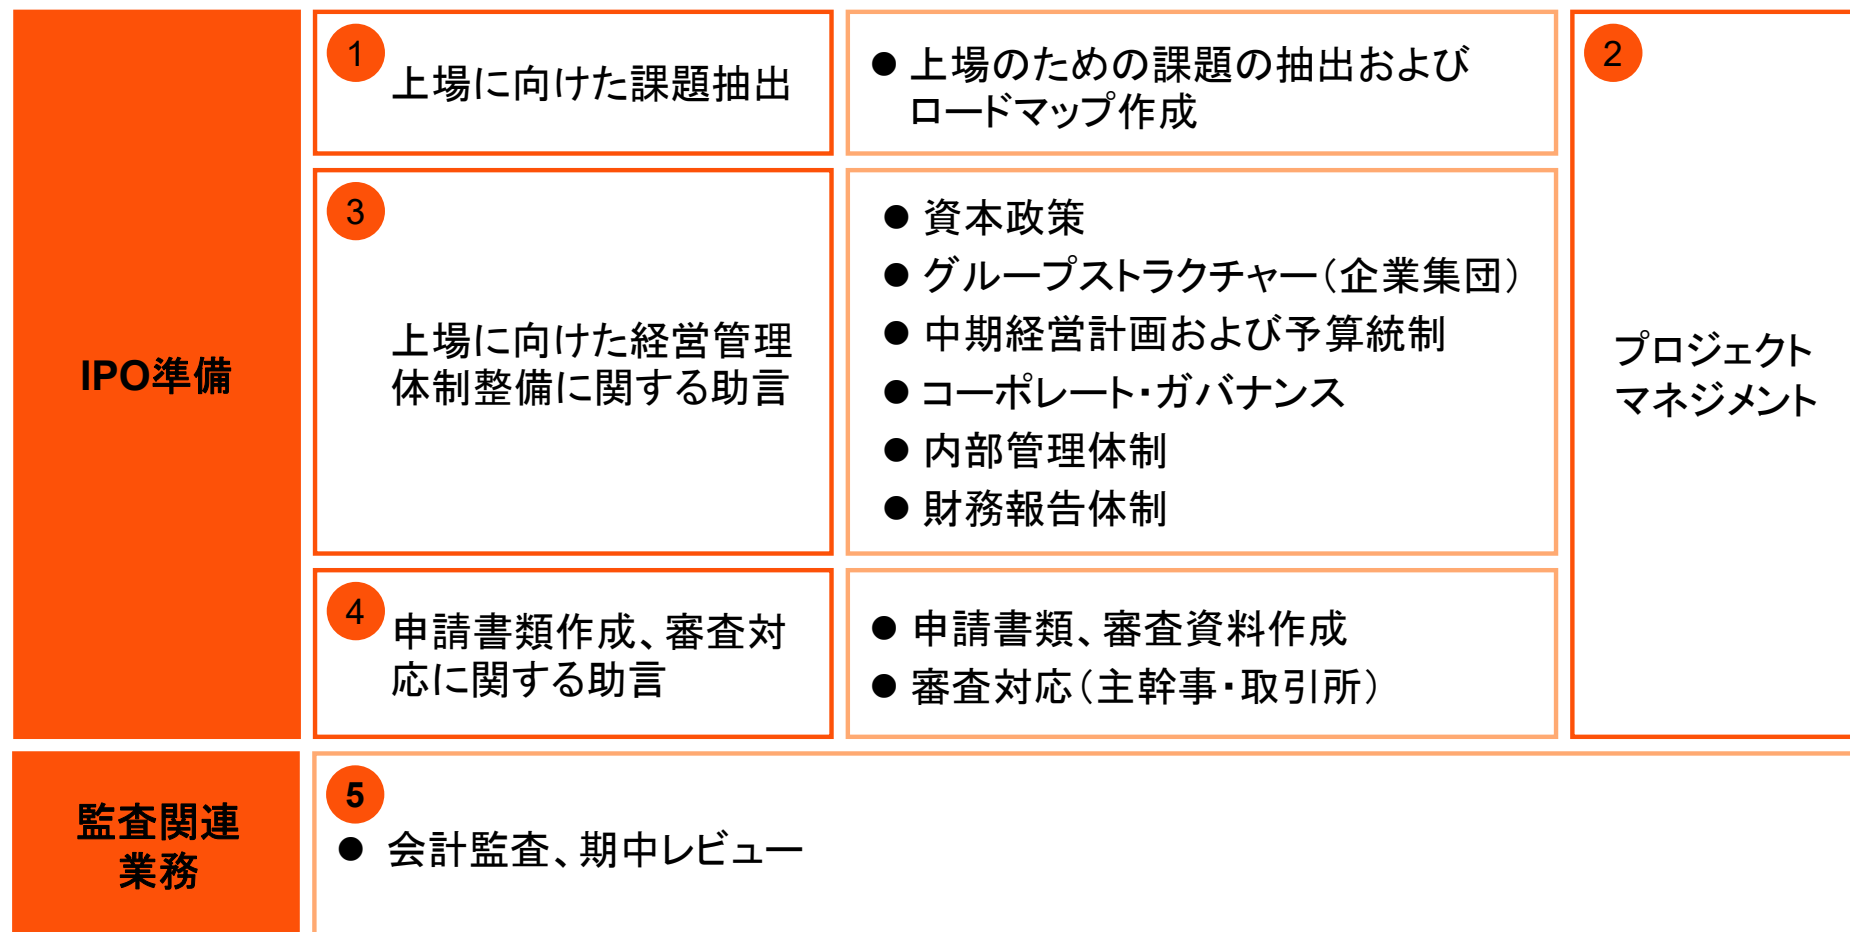 IPO準備
1
上場に向けた課題抽出
● 上場のための課題の抽出および
ロードマップ作成
2
プロジェクト
マネジメント
3
上場に向けた経営管理
体制整備に関する助言
● 資本政策
● グループストラクチャー（企業集団）
● 中期経営計画および予算統制
● コーポレート・ガバナンス
● 内部管理体制
● 財務報告体制
4
申請書類作成、審査対
応に関する助言
● 申請書類、審査資料作成
● 審査対応（主幹事・取引所）
監査関連
業務
5
● 会計監査、期中レビュー